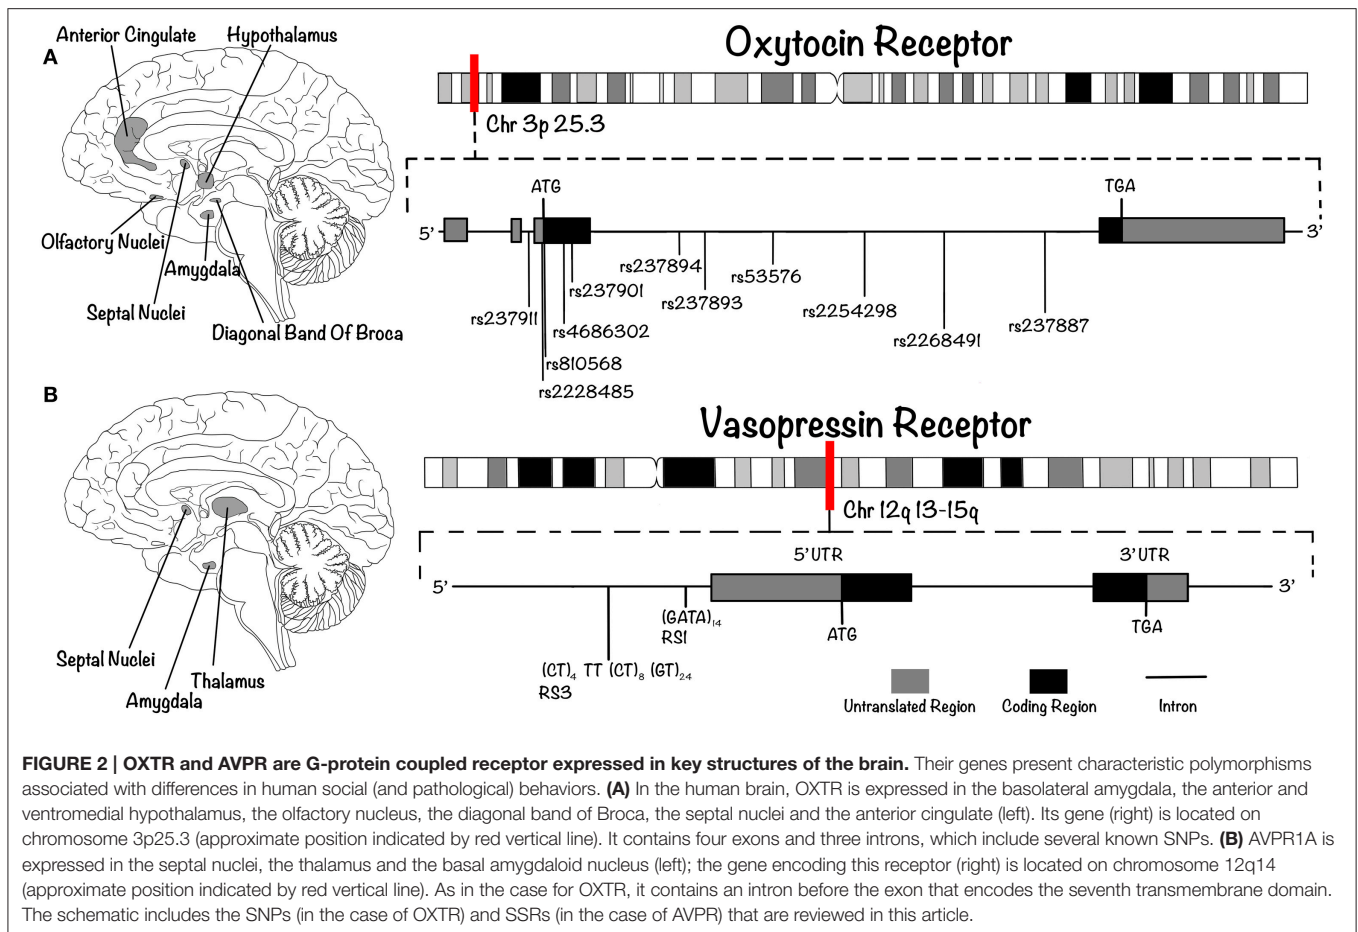 A
Anterior Cingulate
Hypothalamus
Olfactory Nuclei
Amygdala
Septal Nuclei
Diagonal Band Of Broca
Oxytocin Receptor
Chr 3p 25.3
ATG
TGA
5'
3'
rs237894
rs53576
rs237901
rs237893
rs2254298
rs237911
rs4686302
rs237887
rs2268491
rs810568
rs2228485
B
Septal Nuclei
Thalamus
Amygdala
Vasopressin Receptor
Chr 12q 13-15q
5'UTR
3'UTR
5'
3'
(GATA)14
RS1
ATG
TGA
(CT)4 TT (CT)8 (GT)24
RS3
Untranslated Region
Coding Region
Intron
FIGURE 2 | OXTR and AVPR are G-protein coupled receptor expressed in key structures of the brain. Their genes present characteristic polymorphisms
associated with differences in human social (and pathological) behaviors. (A) In the human brain, OXTR is expressed in the basolateral amygdala, the anterior and
ventromedial hypothalamus, the olfactory nucleus, the diagonal band of Broca, the septal nuclei and the anterior cingulate (left). Its gene (right) is located on
chromosome 3p25.3 (approximate position indicated by red vertical line). It contains four exons and three introns, which include several known SNPs. (B) AVPR1A is
expressed in the septal nuclei, the thalamus and the basal amygdaloid nucleus (left); the gene encoding this receptor (right) is located on chromosome 12q14
(approximate position indicated by red vertical line). As in the case for OXTR, it contains an intron before the exon that encodes the seventh transmembrane domain.
The schematic includes the SNPs (in the case of OXTR) and SSRs (in the case of AVPR) that are reviewed in this article.